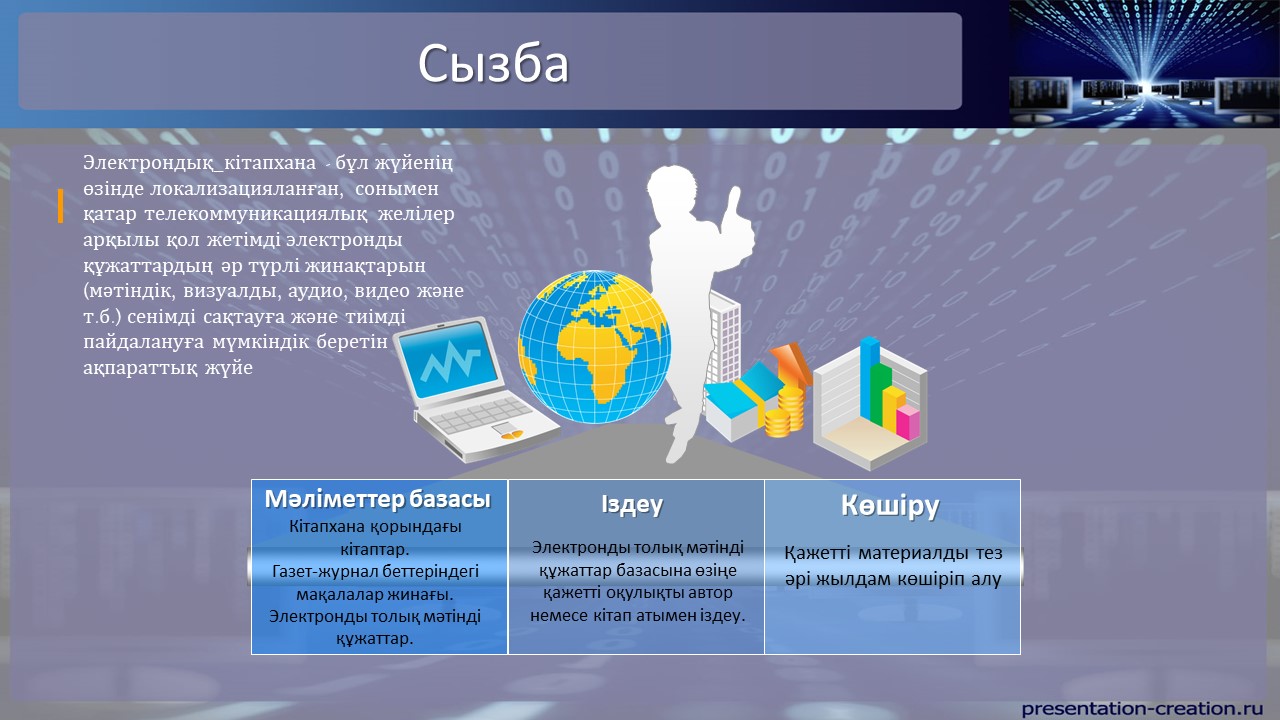 Сызба
Электрондық_кітапхана - бұл жүйенің
өзінде локализацияланған, сонымен
қатар телекоммуникациялық желілер
арқылы қол жетімді электронды
құжаттардың әр түрлі жинақтарын
(мәтіндік, визуалды, аудио, видео және
т.б.) сенімді сақтауға және тиімді
пайдалануға мүмкіндік беретін
ақпараттық жүйе
Мәліметтер базасы
Кітапхана қорындағы
кітаптар.
Газет-журнал беттеріндегі
мақалалар жинағы.
Электронды толық мәтінді
құжаттар.
Іздеу
Электронды толық мәтінді
құжаттар базасына өзіңе
қажетті оқулықты автор
немесе кітап атымен іздеу.
Көшіру
Қажетті материалды тез
әрі жылдам көшіріп алу
presentation-creation.ru